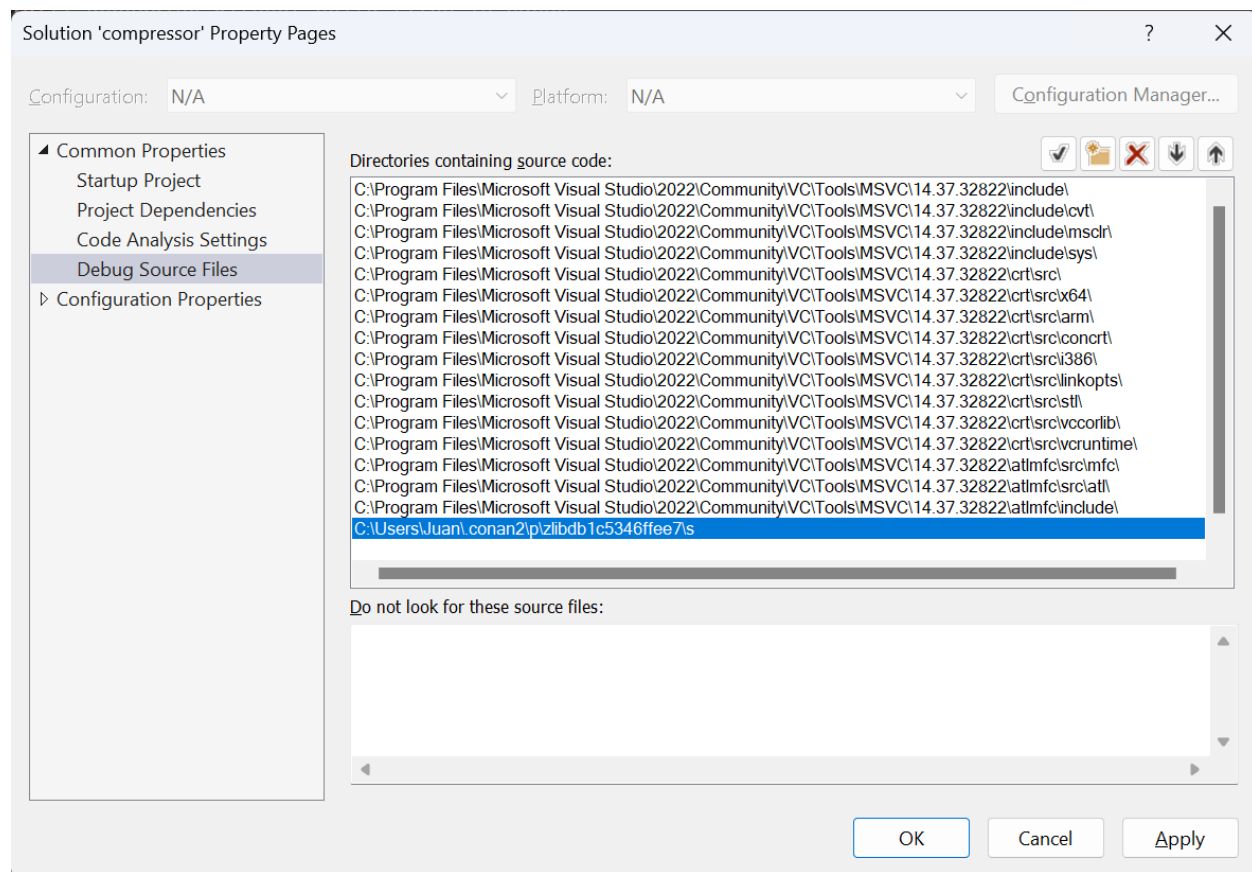 Solution 'compressor' Property Pages
?
Configuration: N/A Platform: N/A Configuration Manager...
Common Properties
Startup Project
Project Dependencies
Code Analysis Settings
Debug Source Files
Configuration Properties
Directories containing source code:
C:\Program Files\Microsoft Visual Studio\2022\Community\VC\Tools\MSVC\14.37.32822\include\
C:\Program Files\Microsoft Visual Studio\2022\Community\VC\Tools\MSVC\14.37.32822\include\cvt\
C:\Program Files\Microsoft Visual Studio\2022\Community\VC\Tools\MSVC\14.37.32822\include\msclr\
C:\Program Files\Microsoft Visual Studio\2022\Community\VC\Tools\MSVC\14.37.32822\include\sys\
C:\Program Files\Microsoft Visual Studio\2022\Community\VC\Tools\MSVC\14.37.32822\crt\src\
C:\Program Files\Microsoft Visual Studio\2022\Community\VC\Tools\MSVC\14.37.32822\crt\src\x64\
C:\Program Files\Microsoft Visual Studio\2022\Community\VC\Tools\MSVC\14.37.32822\crt\src\arm\
C:\Program Files\Microsoft Visual Studio\2022\Community\VC\Tools\MSVC\14.37.32822\crt\src\concrt\
C:\Program Files\Microsoft Visual Studio\2022\Community\VC\Tools\MSVC\14.37.32822\crt\src\i386\
C:\Program Files\Microsoft Visual Studio\2022\Community\VC\Tools\MSVC\14.37.32822\crt\src\linkopts\
C:\Program Files\Microsoft Visual Studio\2022\Community\VC\Tools\MSVC\14.37.32822\crt\src\stl\
C:\Program Files\Microsoft Visual Studio\2022\Community\VC\Tools\MSVC\14.37.32822\crt\src\vccorlib\
C:\Program Files\Microsoft Visual Studio\2022\Community\VC\Tools\MSVC\14.37.32822\crt\src\vcruntime\
C:\Program Files\Microsoft Visual Studio\2022\Community\VC\Tools\MSVC\14.37.32822\atlmfc\src\mfc\
C:\Program Files\Microsoft Visual Studio\2022\Community\VC\Tools\MSVC\14.37.32822\atlmfc\src\atl\
C:\Program Files\Microsoft Visual Studio\2022\Community\VC\Tools\MSVC\14.37.32822\atlmfc\include\
C:\Users\Juan\.conan2\p\zlibdb1c5346ffee7\s
Do not look for these source files:
OK Cancel Apply